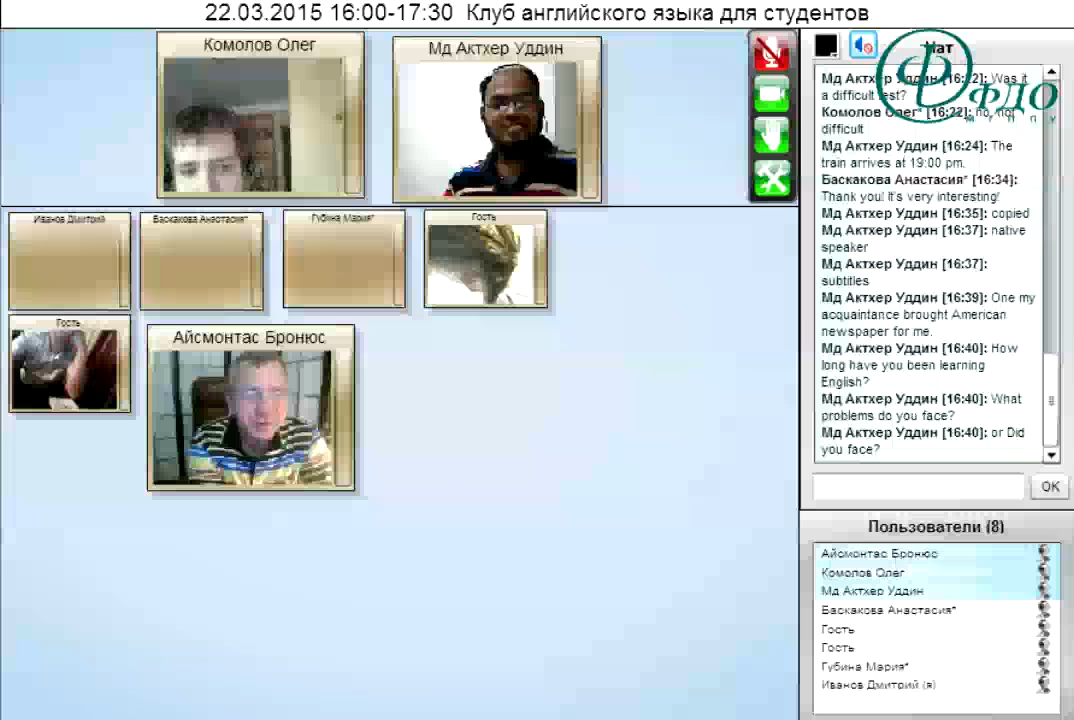 22.03.2015 16:00-17:30 Клуб английского языка для студентов
Комолов Олег
Мд Актхер Уддин
Иванов Дмитрий
Баскакова Анастасия*
Губина Мария*
Гость
Гость
Айсмонтас Бронюс
Чат
ФДО
М Г П П У
Мд Актхер Уддин [16:22]: Was it
a difficult test?
Комолов Олег* [16:22]: no, not
difficult
Мд Актхер Уддин [16:24]: The
train arrives at 19:00 pm.
Баскакова Анастасия* [16:34]:
Thank you! It's very interesting!
Мд Актхер Уддин [16:35]: copied
Мд Актхер Уддин [16:37]: native
speaker
Мд Актхер Уддин [16:37]:
subtitles
Мд Актхер Уддин [16:39]: One my
acquaintance brought American
newspaper for me.
Мд Актхер Уддин [16:40]: How
long have you been learning
English?
Мд Актхер Уддин [16:40]: What
problems do you face?
Мд Актхер Уддин [16:40]: or Did
you face?
OK
Пользователи (8)
Айсмонтас Бронюс
Комолов Олег
Мд Актхер Уддин
Баскакова Анастасия*
Гость
Гость
Губина Мария*
Иванов Дмитрий (я)